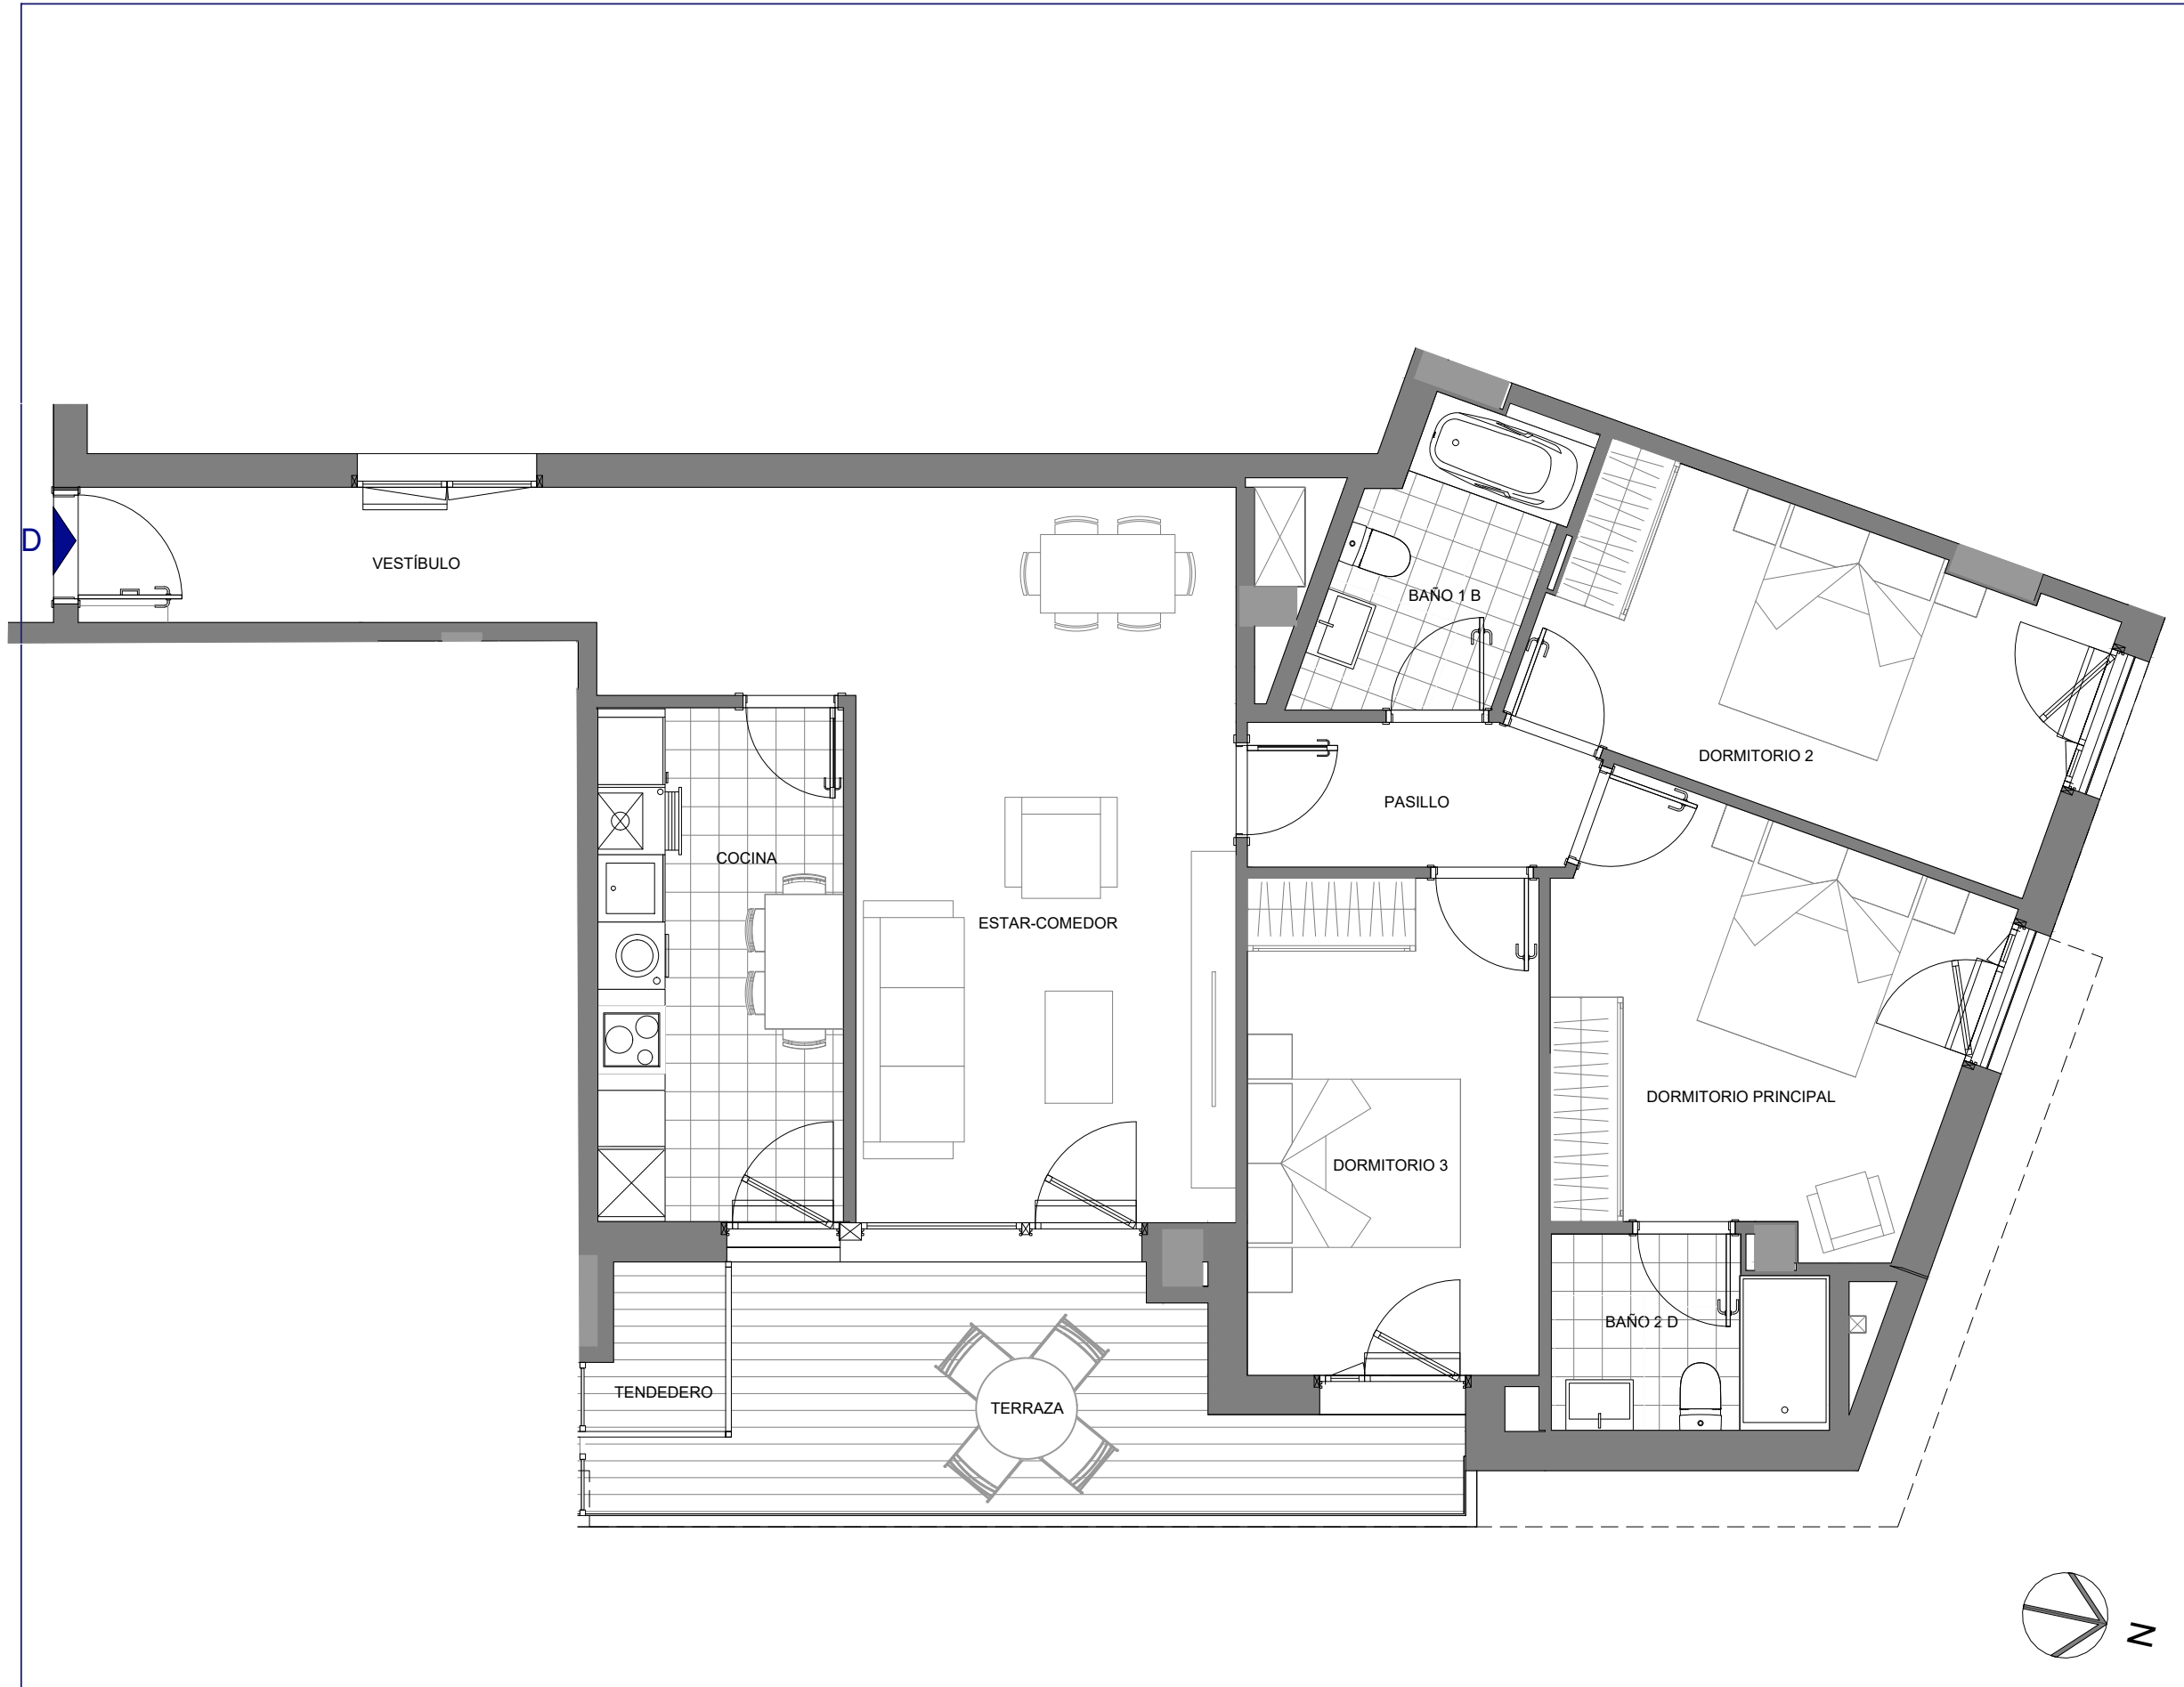 D
VESTÍBULO
BAÑO 1 B
DORMITORIO 2
PASILLO
COCINA
ESTAR-COMEDOR
DORMITORIO PRINCIPAL
DORMITORIO 3
BAÑO 2 D
TENDEDERO
TERRAZA
N